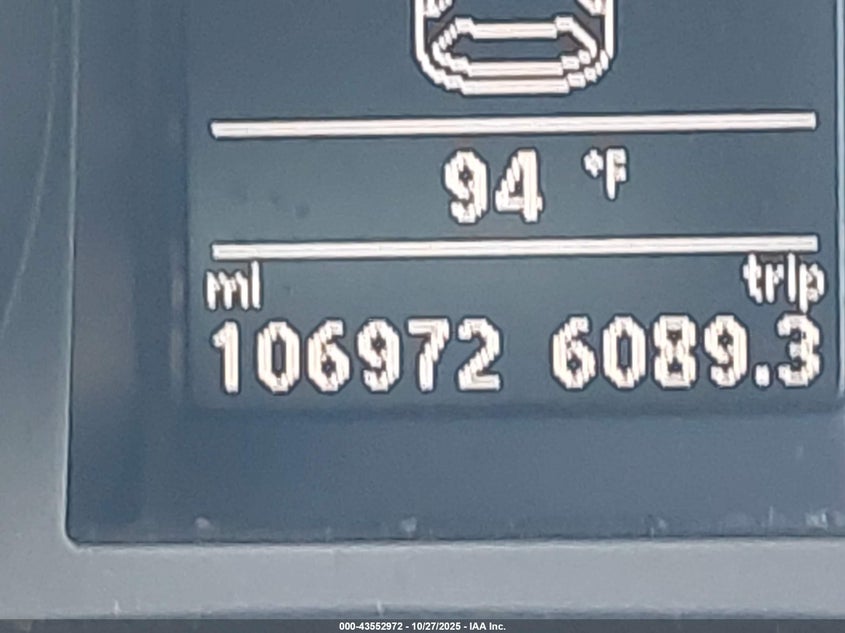 94 °F
mi trip
106972 6089.3
000-43552972 - 10/27/2025 - IAA Inc.